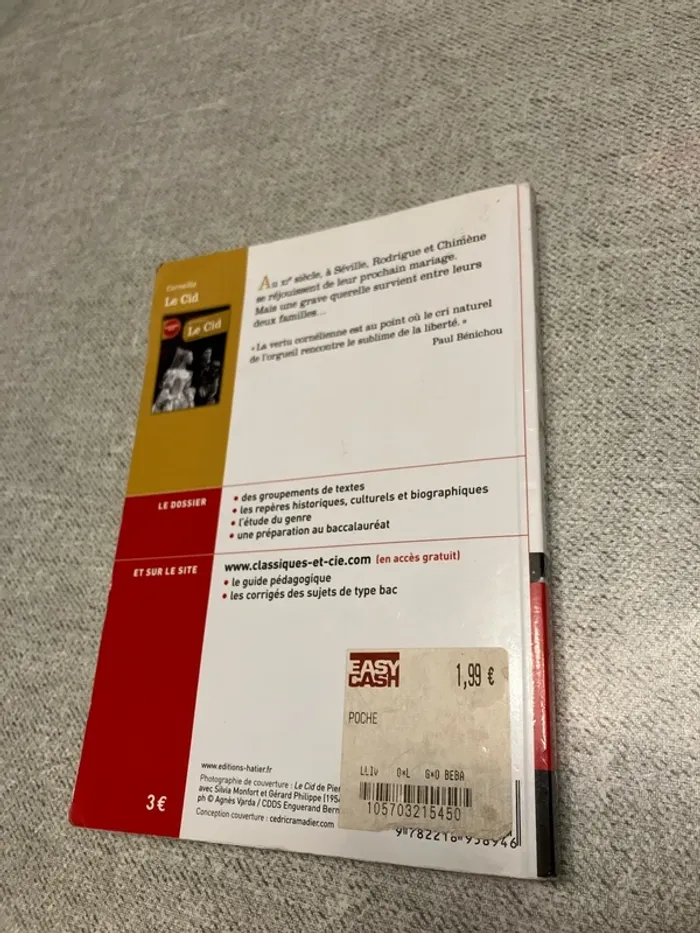 Corneille
Le Cid
Le Cid
Au XIᵉ siècle, à Séville, Rodrigue et Chimène
se réjouissent de leur prochain mariage.
Mais une grave querelle survient entre leurs
deux familles...
« La vertu cornélienne est au point où le cri naturel
de l'orgueil rencontre le sublime de la liberté. »
Paul Bénichou
LE DOSSIER
• des groupements de textes
• les repères historiques, culturels et biographiques
• l'étude du genre
• une préparation au baccalauréat
ET SUR LE SITE
www.classiques-et-cie.com (en accès gratuit)
• le guide pédagogique
• les corrigés des sujets de type bac
EASY
CASH
1,99 €
POCHE
LLIV O*L G*O BEBA
105703215450
www.editions-hatier.fr
Photographie de couverture : Le Cid de Pier
avec Silvia Monfort et Gérard Philippe (195
ph © Agnès Varda / CDDS Enguerand Bern
Conception couverture : cedricramadier.com
3 €